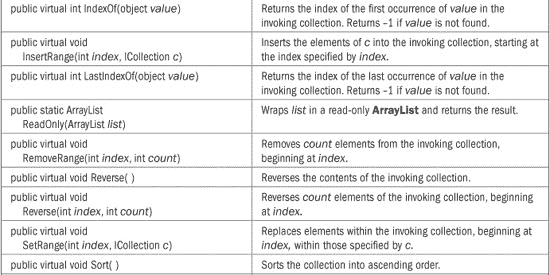 public virtual int IndexOf(object value)
Returns the index of the first occurrence of value in the
invoking collection. Returns –1 if value is not found.
public virtual void
InsertRange(int index, ICollection c)
Inserts the elements of c into the invoking collection, starting at
the index specified by index.
public virtual int LastIndexOf(object value)
Returns the index of the last occurrence of value in the
invoking collection. Returns –1 if value is not found.
public static ArrayList
ReadOnly(ArrayList list)
Wraps list in a read-only ArrayList and returns the result.
public virtual void
RemoveRange(int index, int count)
Removes count elements from the invoking collection,
beginning at index.
public virtual void Reverse( )
Reverses the contents of the invoking collection.
public virtual void
Reverse(int index, int count)
Reverses count elements of the invoking collection, beginning
at index.
public virtual void
SetRange(int index, ICollection c)
Replaces elements within the invoking collection, beginning at
index, within those specified by c.
public virtual void Sort( )
Sorts the collection into ascending order.